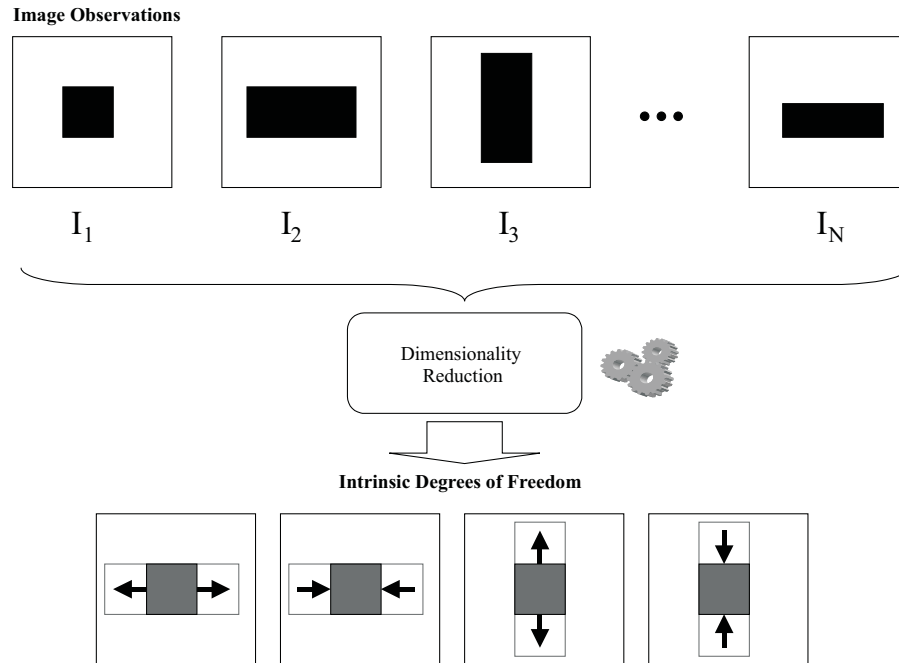 Image Observations
I1
I2
I3
IN
Dimensionality
Reduction
Intrinsic Degrees of Freedom